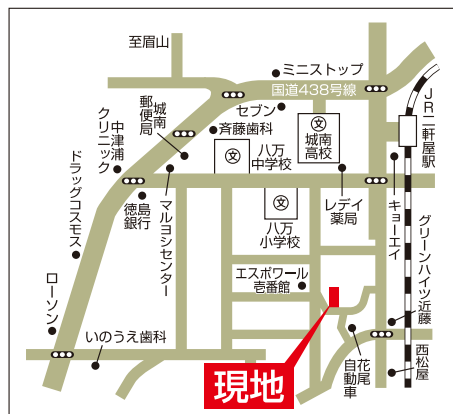 至眉山
ミニストップ
国道438号線
JR二軒屋駅
セブン
城南
郵便局
斉藤歯科
文
城南
高校
中津浦
クリニック
文
八万
中学校
ドラッグコスモス
徳島
銀行
マルヨシセンター
文
八万
小学校
レデイ
薬局
キョーエイ
グリーンハイツ近藤
エスポワール
壱番館
ローソン
いのうえ歯科
花尾
自動車
西松屋
現地